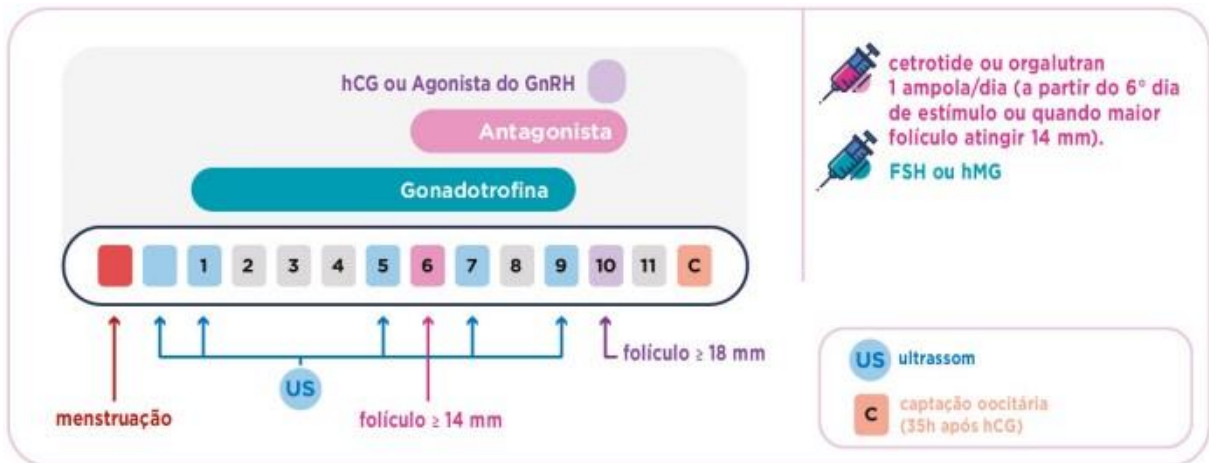 hCG ou Agonista do GnRH
Antagonista
Gonadotrofina
1 2 3 4 5 6 7 8 9 10 11 C
folículo ≥ 18 mm
US
menstruação
folículo ≥ 14 mm
cetrotide ou orgalutran
1 ampola/dia (a partir do 6° dia
de estímulo ou quando maior
folículo atingir 14 mm).
FSH ou hMG
US ultrassom
C captação oocitária
(35h após hCG)